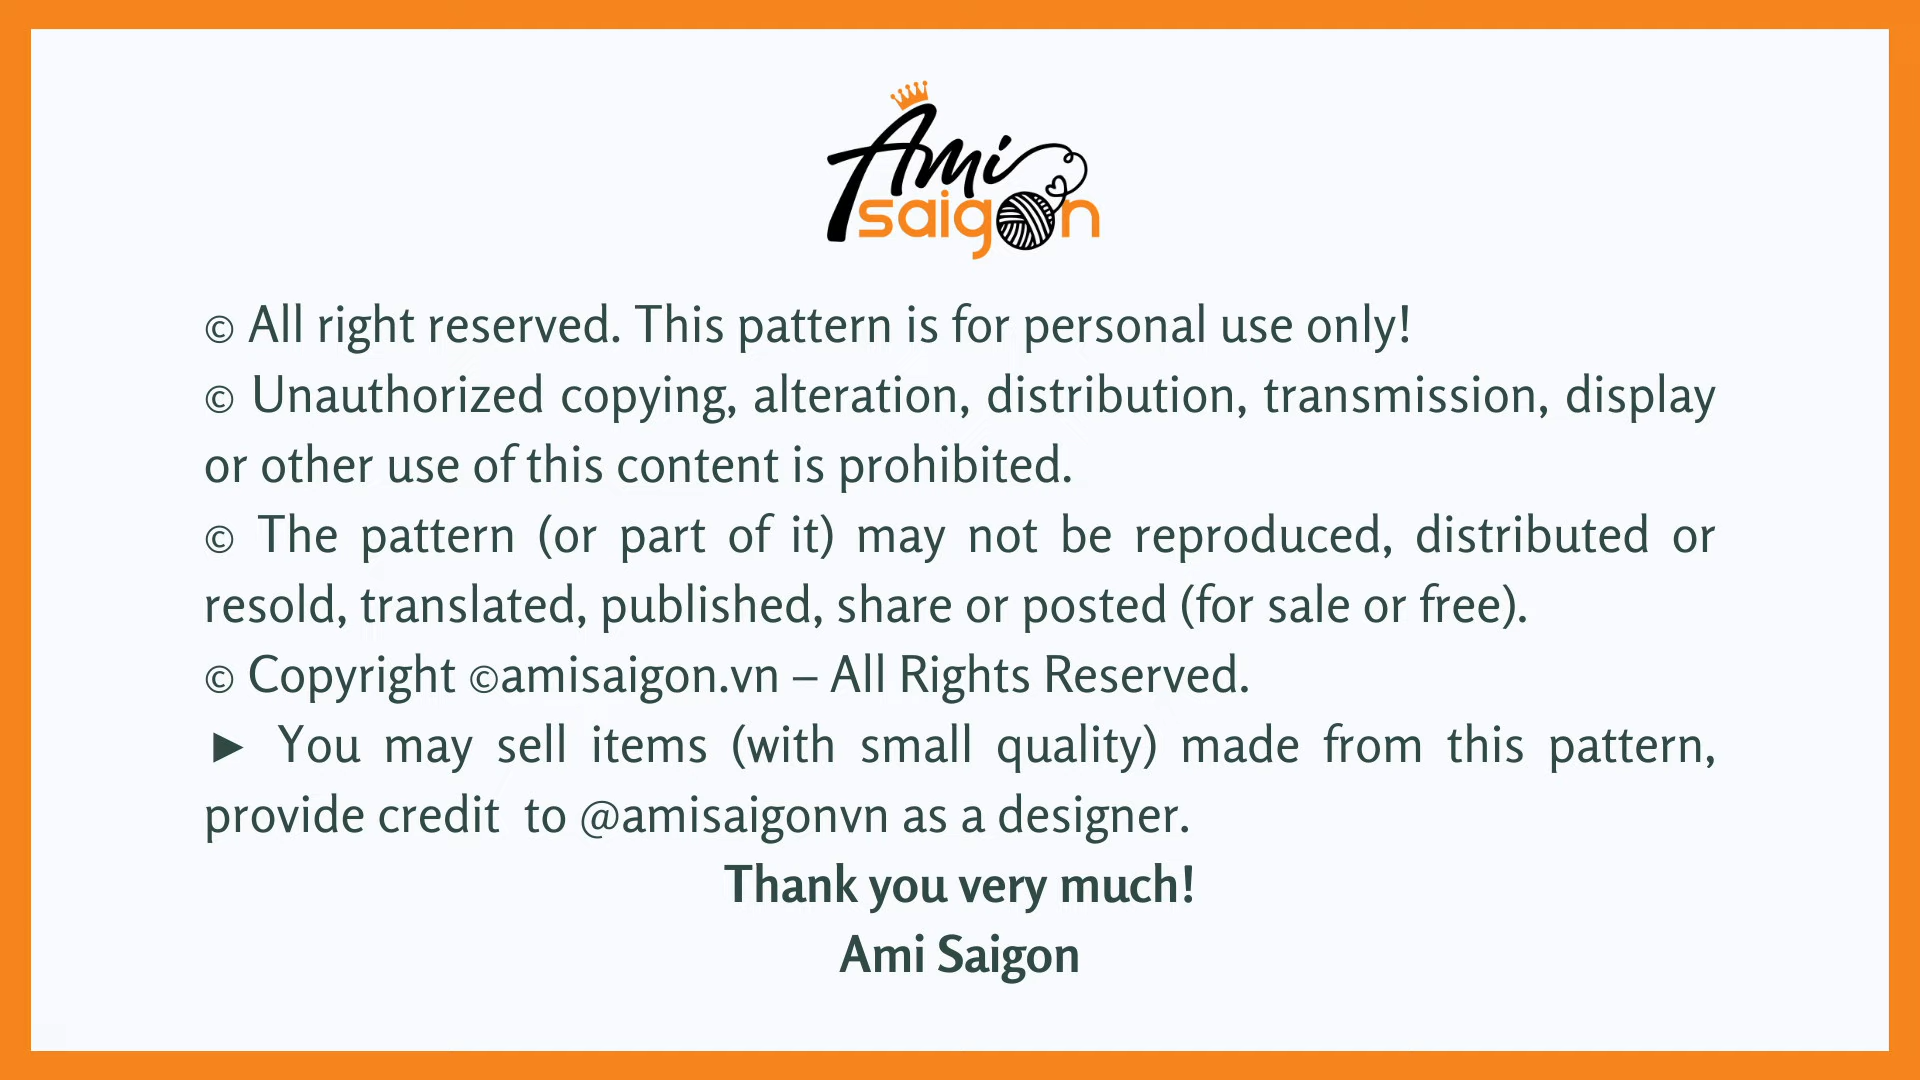 Ami
saigon
© All right reserved. This pattern is for personal use only!
© Unauthorized copying, alteration, distribution, transmission, display
or other use of this content is prohibited.
© The pattern (or part of it) may not be reproduced, distributed or
resold, translated, published, share or posted (for sale or free).
© Copyright ©amisaigon.vn – All Rights Reserved.
► You may sell items (with small quality) made from this pattern,
provide credit  to @amisaigonvn as a designer.
Thank you very much!
Ami Saigon